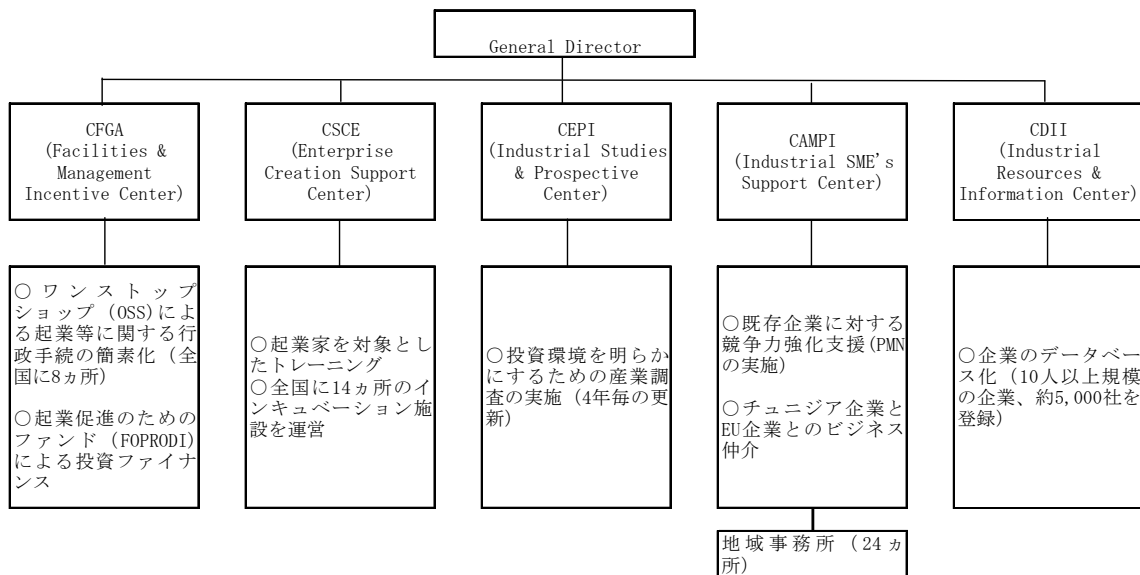 General Director
CFGA
(Facilities &
Management
Incentive Center)
CSCE
(Enterprise
Creation Support
Center)
CEPI
(Industrial Studies
& Prospective
Center)
CAMPI
(Industrial SME's
Support Center)
CDII
(Industrial
Resources &
Information Center)
○ワンストップ
ショップ (OSS)によ
る起業等に関する行
政手続の簡素化（全
国に8ヵ所）
○起業促進のための
ファンド (FOPRODI)
による投資ファイナ
ンス
○起業家を対象とし
たトレーニング
○全国に14ヵ所のイ
ンキュベーション施
設を運営
○投資環境を明らか
にするための産業調
査の実施（4年毎の更
新）
○既存企業に対する
競争力強化支援(PMN
の実施)
○チュニジア企業と
EU企業とのビジネス
仲介
○企業のデータベー
ス化（10人以上規模
の企業、約5,000社を
登録）
地域事務所（24ヵ
所）